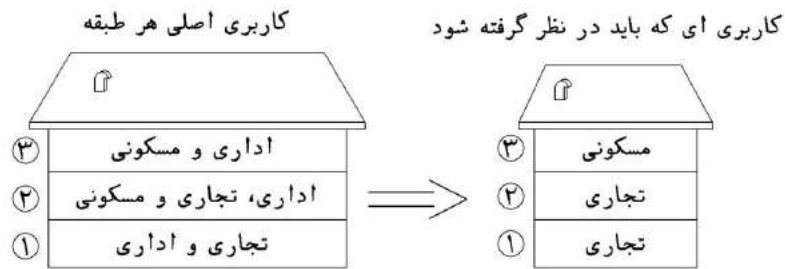 کاربری اصلی هر طبقه
۳ اداری و مسکونی
۲ اداری، تجاری و مسکونی
۱ تجاری و اداری
کاربری ای که باید در نظر گرفته شود
۳ مسکونی
۲ تجاری
۱ تجاری